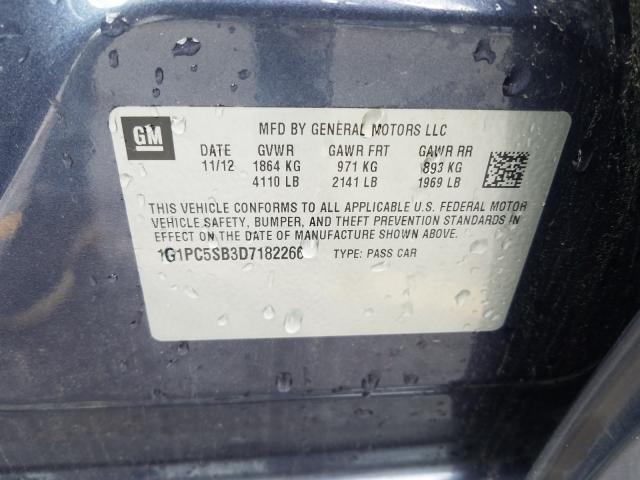 GM
MFD BY GENERAL MOTORS LLC
DATE GVWR GAWR FRT GAWR RR
11/12 1864 KG 971 KG 893 KG
4110 LB 2141 LB 1969 LB
THIS VEHICLE CONFORMS TO ALL APPLICABLE U.S. FEDERAL MOTOR
VEHICLE SAFETY, BUMPER, AND THEFT PREVENTION STANDARDS
IN EFFECT ON THE DATE OF MANUFACTURE SHOWN ABOVE.
1G1PC5SB3D7182266 TYPE: PASS CAR